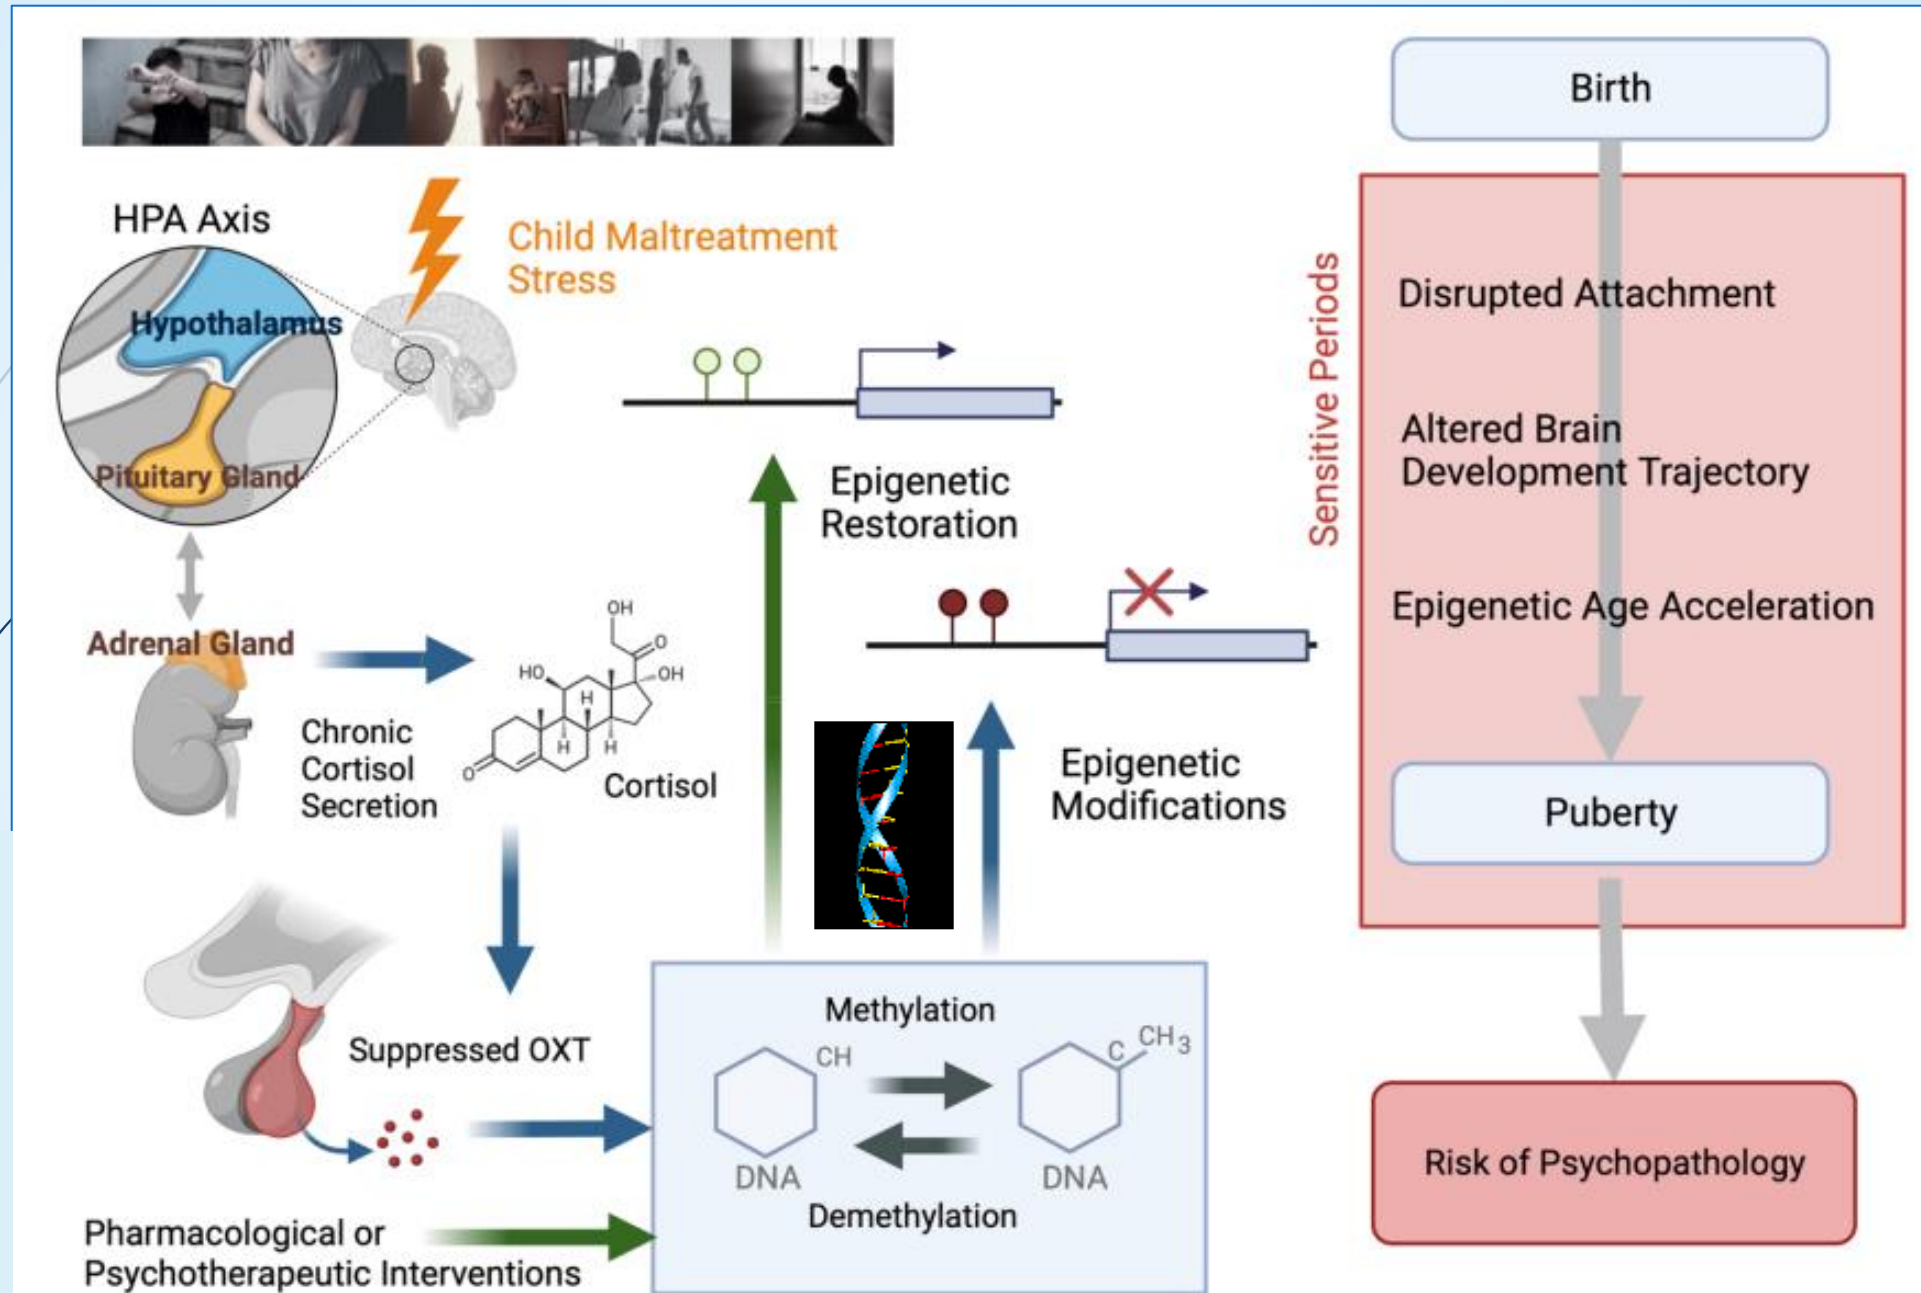 HPA Axis
Hypothalamus
Pituitary Gland
Child Maltreatment
Stress
Adrenal Gland
Chronic
Cortisol
Secretion
OH
O
HO
OH
H
H
H
O
Cortisol
Epigenetic
Restoration
Epigenetic
Modifications
Suppressed OXT
Pharmacological or
Psychotherapeutic Interventions
Methylation
CH
DNA
C
CH3
DNA
Demethylation
Sensitive Periods
Birth
Disrupted Attachment
Altered Brain
Development Trajectory
Epigenetic Age Acceleration
Puberty
Risk of Psychopathology